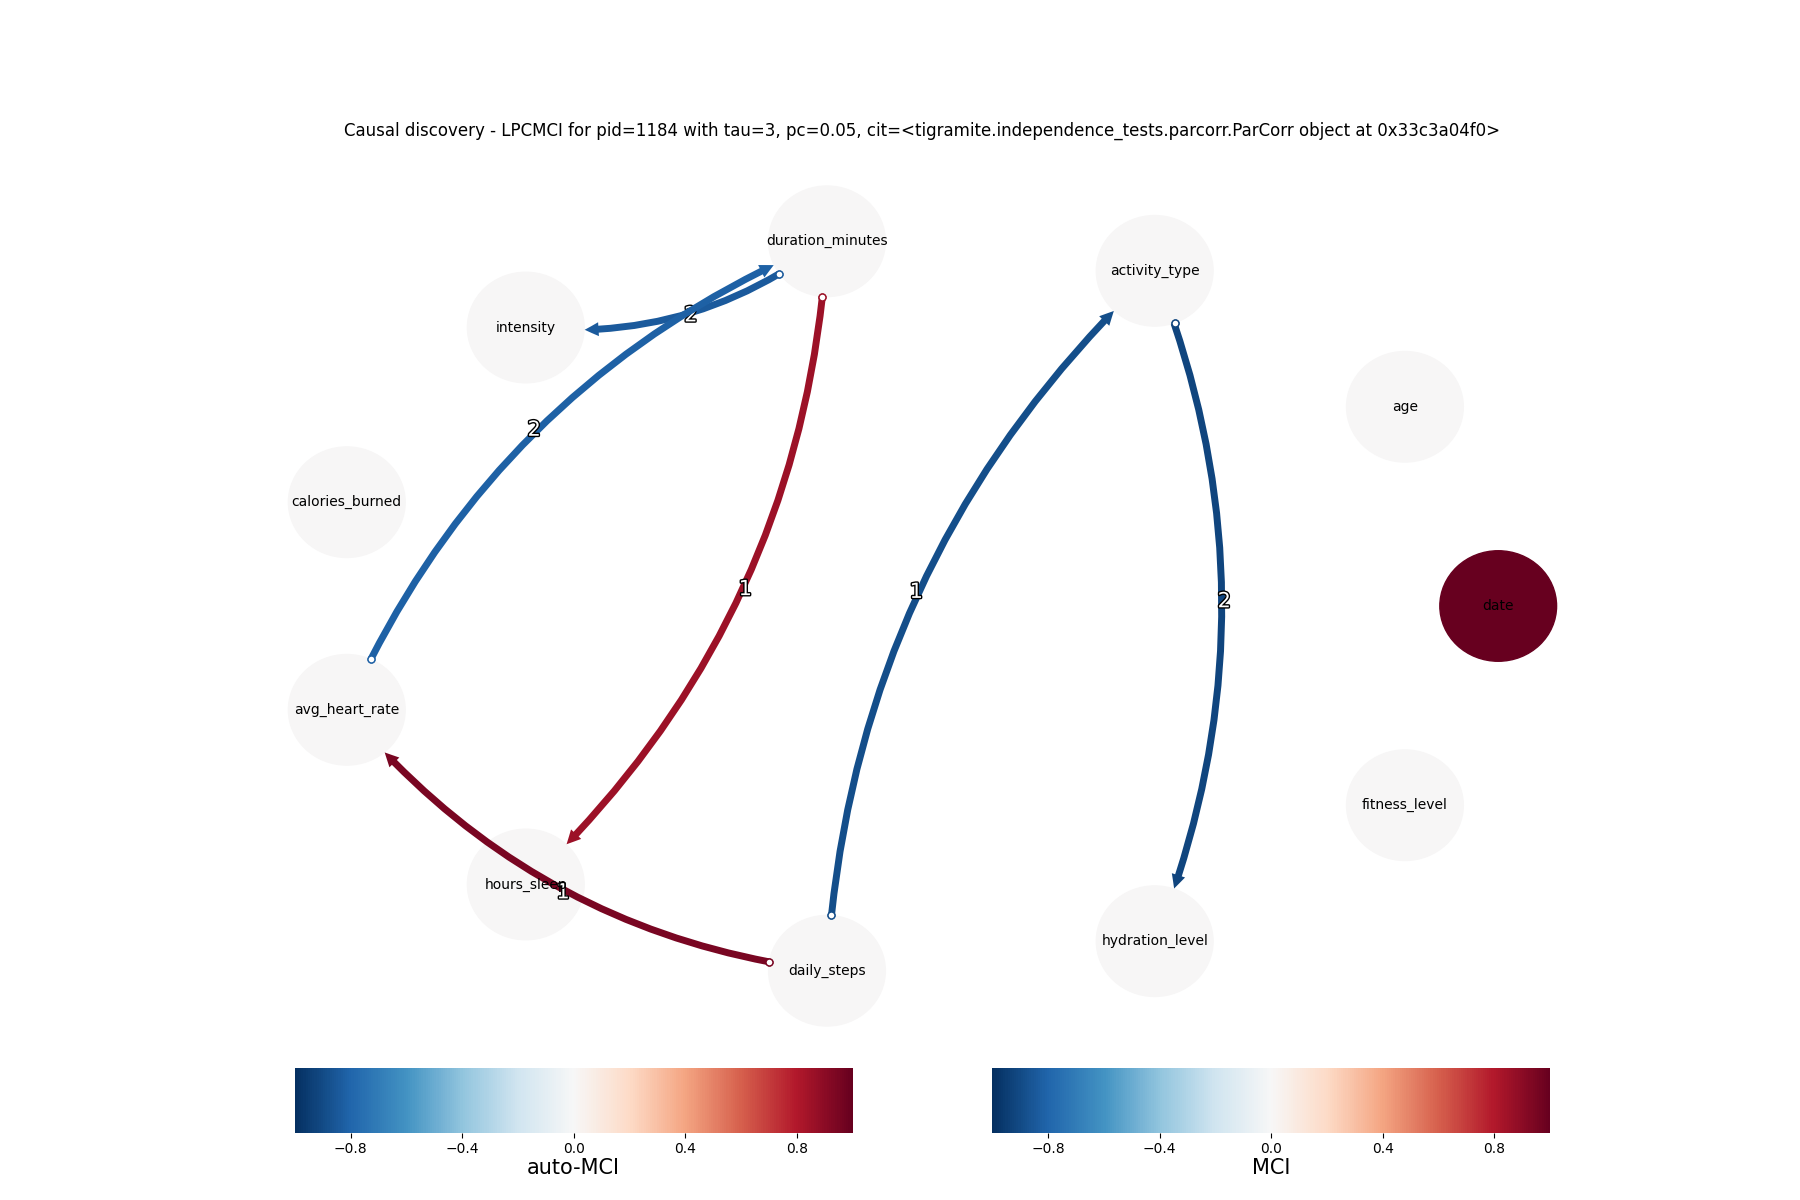 Causal discovery - LPCMCI for pid=1184 with tau=3, pc=0.05, cit=<tigramite.independence_tests.parcorr.ParCorr object at 0x33c3a04f0>
duration_minutes
activity_type
intensity
2
age
2
calories_burned
1
1
2
date
avg_heart_rate
fitness_level
1
daily_steps
hydration_level
−0.8 −0.4 0.0 0.4 0.8
auto-MCI
−0.8 −0.4 0.0 0.4 0.8
MCI